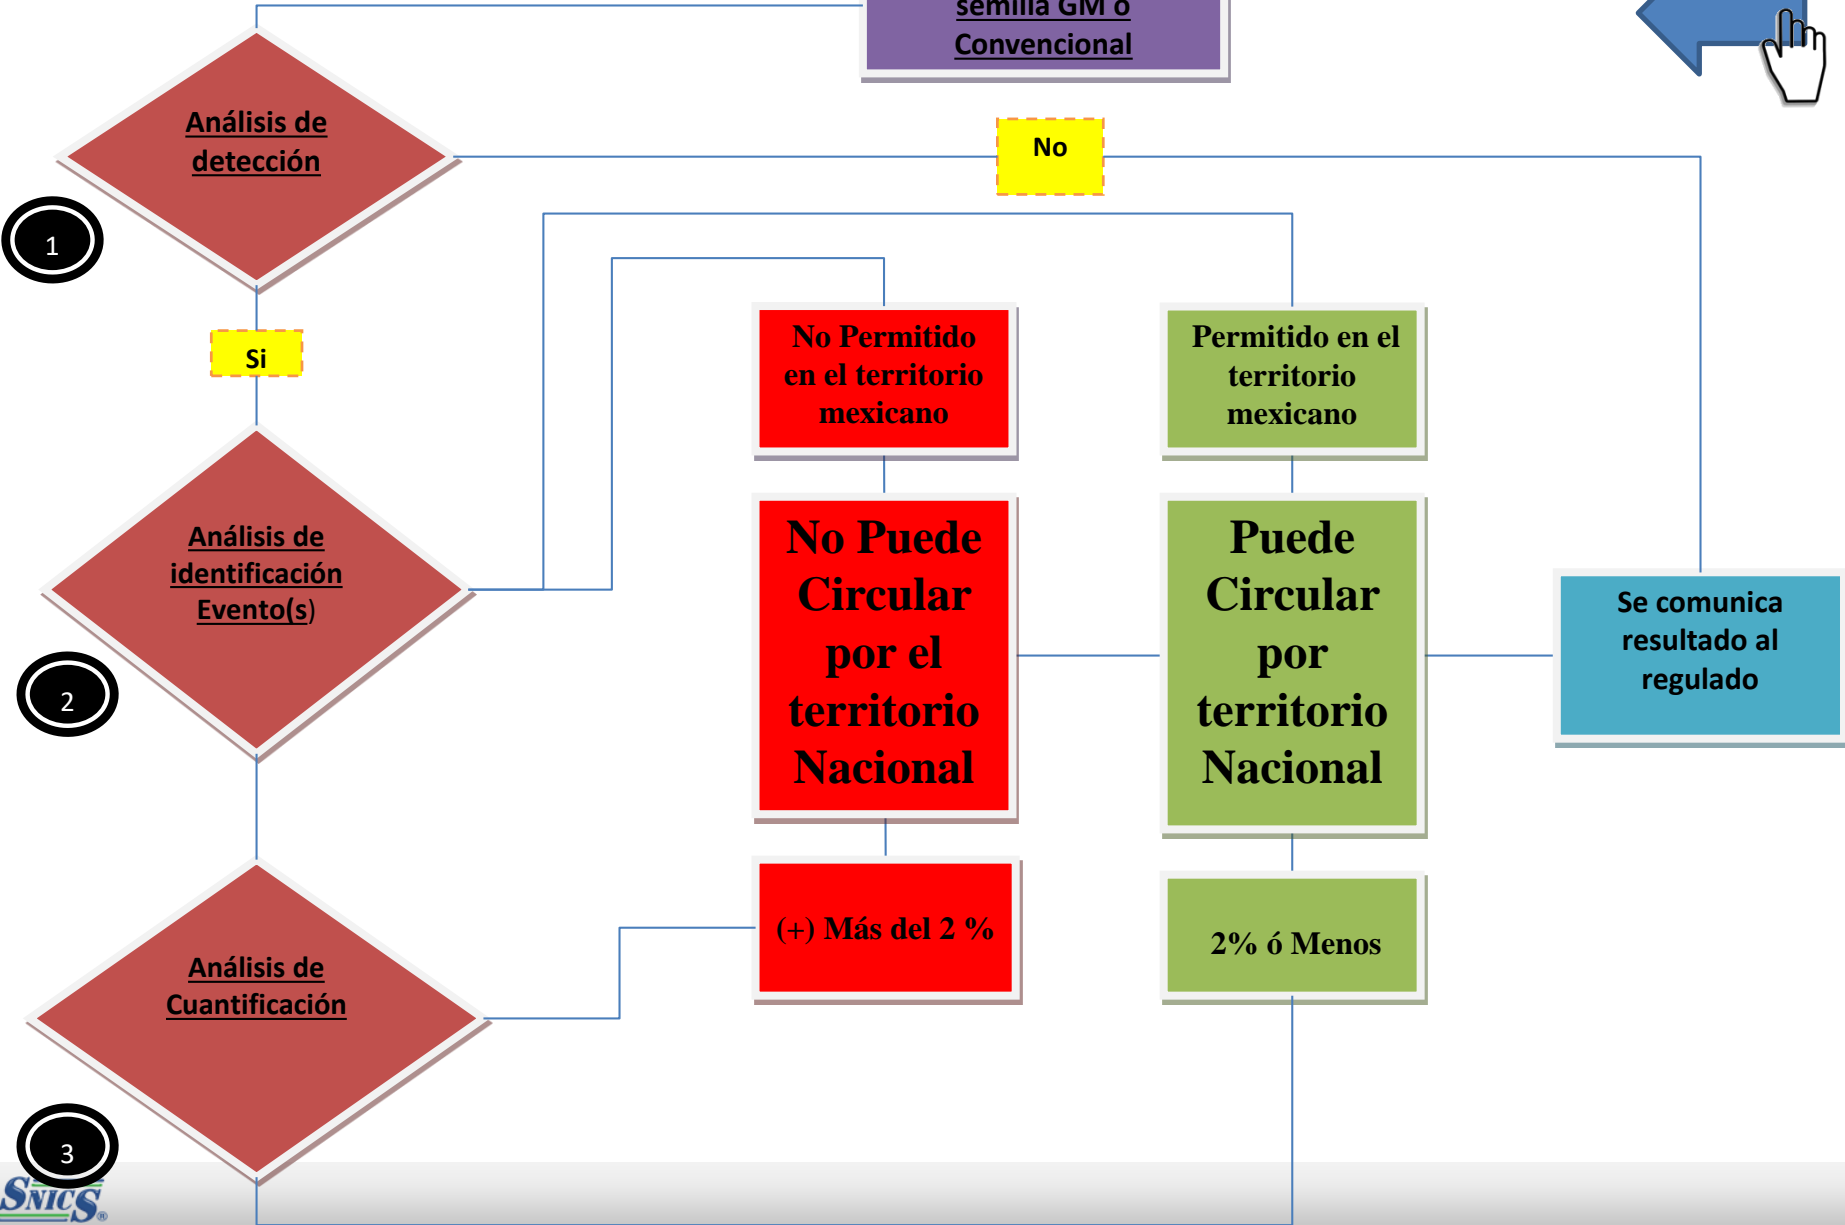 semilla GM o
Convencional
Análisis de
detección
No
1
Si
No Permitido
en el territorio
mexicano
Permitido en el
territorio
mexicano
Análisis de
identificación
Evento(s)
2
No Puede
Circular
por el
territorio
Nacional
Puede
Circular
por
territorio
Nacional
Se comunica
resultado al
regulado
(+) Más del 2 %
2% ó Menos
Análisis de
Cuantificación
3
SNICS®